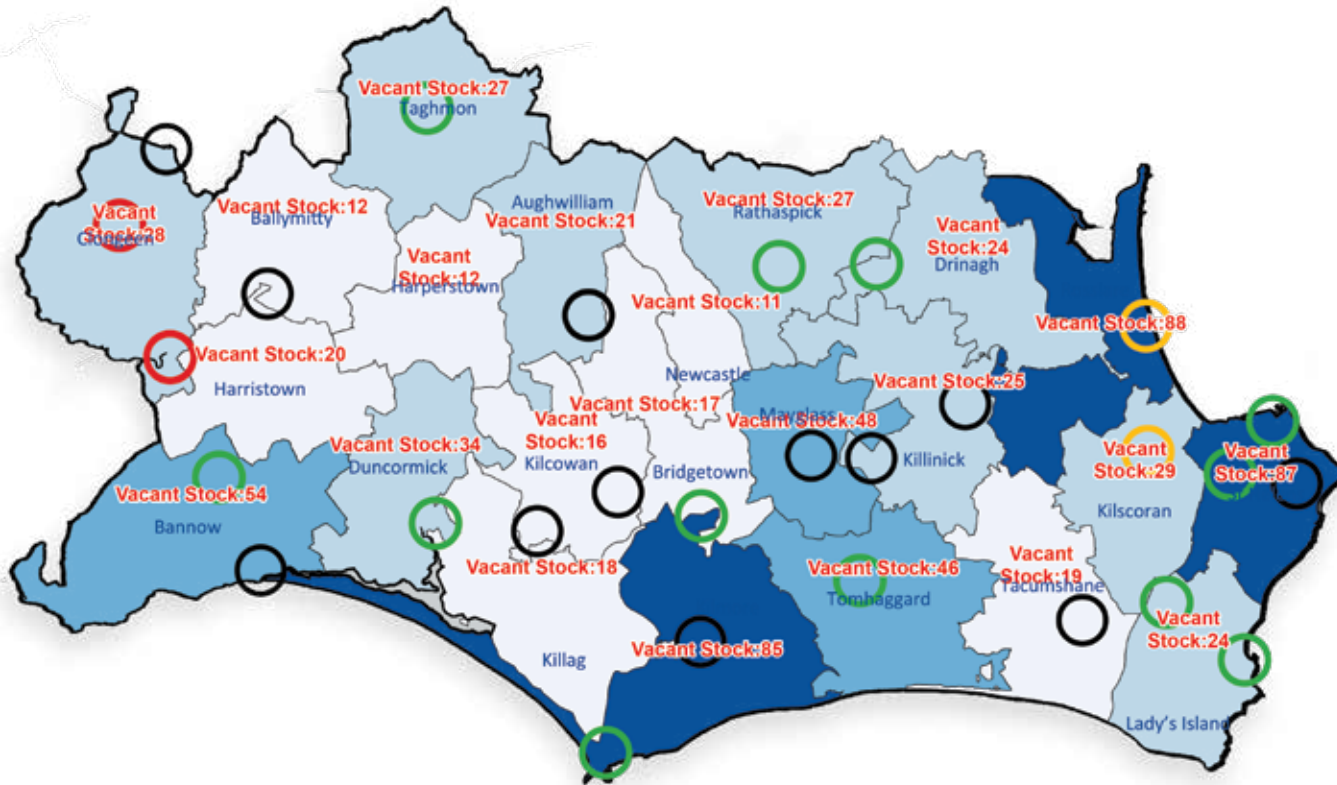 Vacant Stock:27
Taghmon
Vacant Stock:12
Ballymitty
Vacant
Stock:28
Aughwilliam
Vacant Stock:21
Vacant Stock:27
Rathaspick
Vacant
Stock:24
Drinagh
Vacant
Stock:12
Harperstown
Vacant Stock:11
Vacant Stock:88
Vacant Stock:20
Harristown
Newcastle
Vacant Stock:25
Vacant Stock:17
Mayglass
Vacant Stock:48
Vacant Stock:34
Duncormick
Vacant
Stock:16
Kilcowan
Bridgetown
Killinick
Vacant
Stock:29
Kilscoran
Vacant
Stock:87
Vacant Stock:54
Bannow
Vacant Stock:18
Vacant Stock:46
Tomhaggard
Vacant
Stock:19
Tacumshane
Vacant
Stock:24
Killag
Vacant Stock:85
Lady's Island